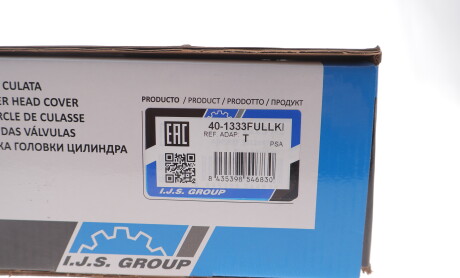 CULATA
ER HEAD COVER
RCLE DE CULASSE
DAS VÁLVULAS
КА ГОЛОВКИ ЦИЛИНДРА
PRODUCTO / PRODUCT / PRODOTTO / ПРОДУКТ
EAC
40-1333FULLKI
T
REF. ADAP.
PSA
8 435398 546830
I.J.S. GROUP
I.J.S. GROUP